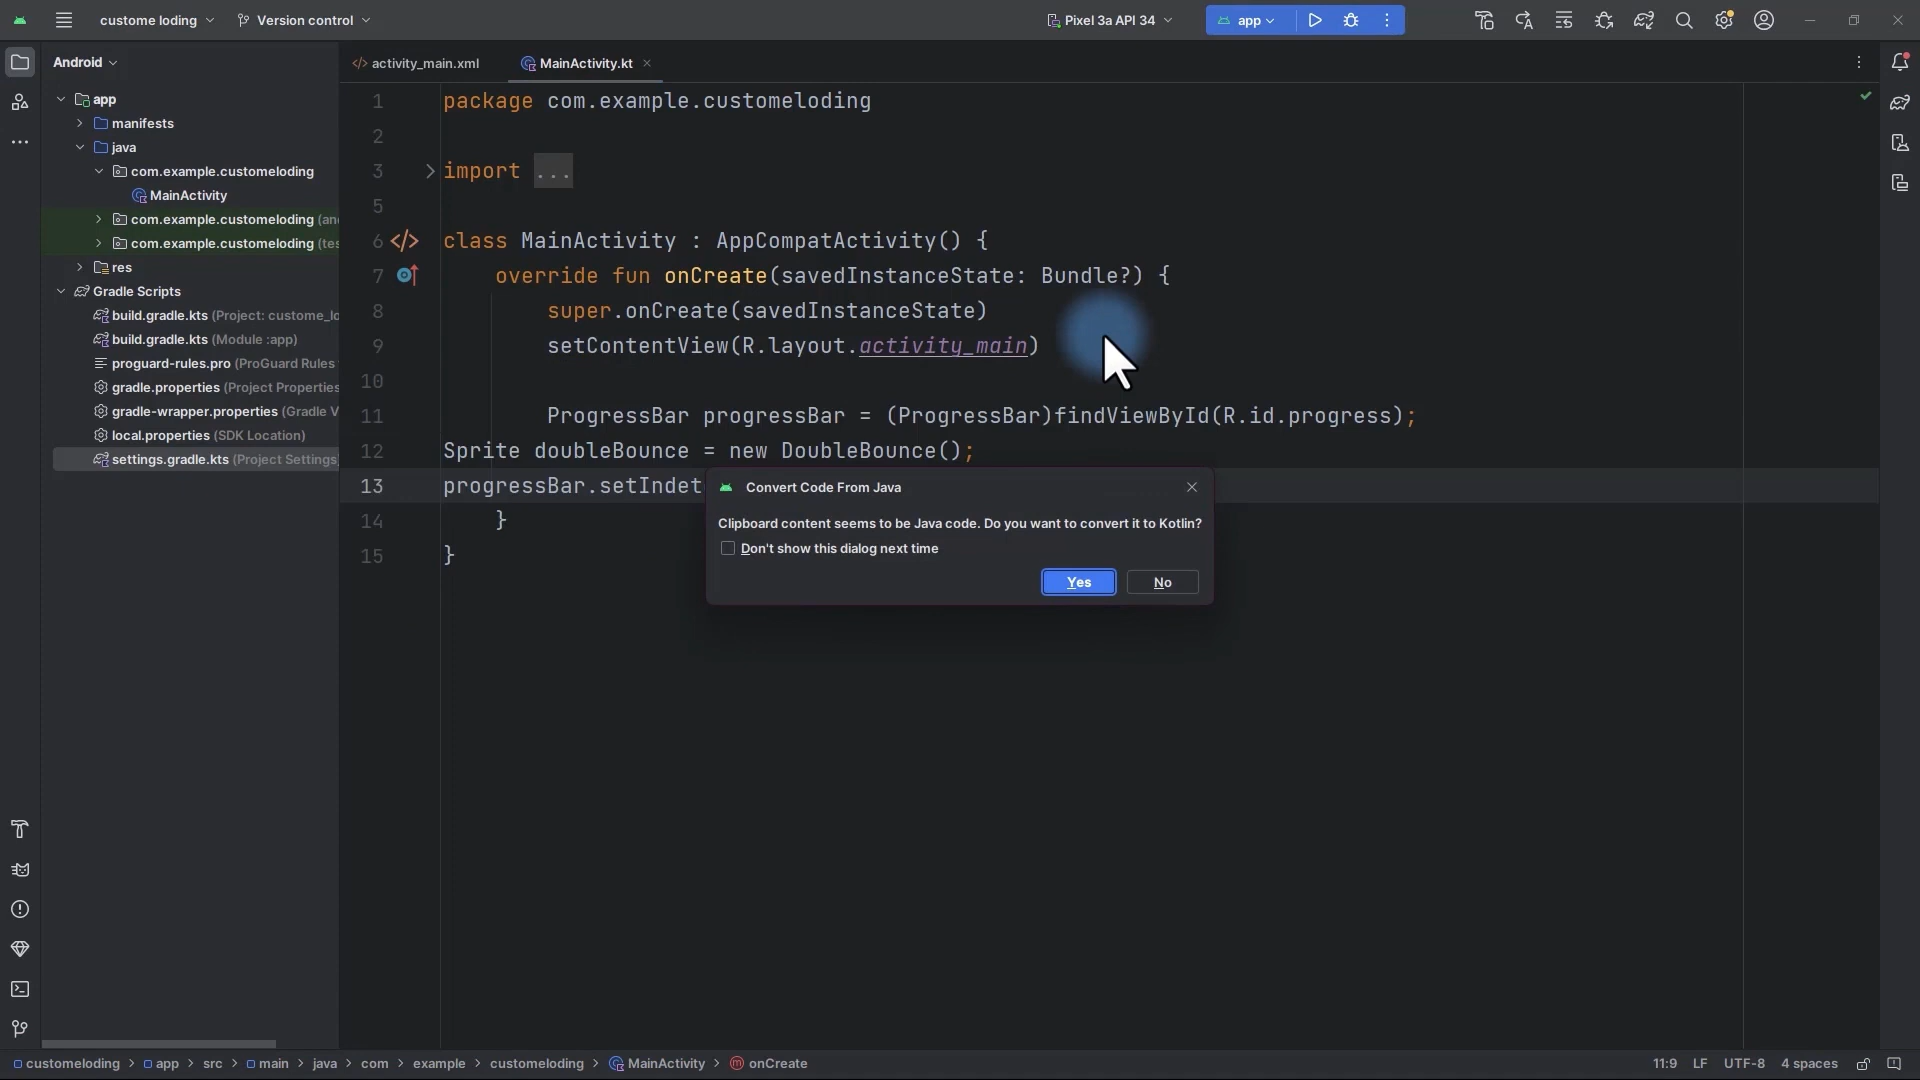 custome loding
Version control
Pixel 3a API 34
app
Android
activity_main.xml
MainActivity.kt
app
manifests
java
com.example.customeloding
MainActivity
com.example.customeloding (an
com.example.customeloding (tes
res
Gradle Scripts
build.gradle.kts (Project: custome_lo
build.gradle.kts (Module :app)
proguard-rules.pro (ProGuard Rules
gradle.properties (Project Properties
gradle-wrapper.properties (Gradle V
local.properties (SDK Location)
settings.gradle.kts (Project Settings
1 package com.example.customeloding
2
3 import ...
5
6 class MainActivity : AppCompatActivity() {
7 override fun onCreate(savedInstanceState: Bundle?) {
8 super.onCreate(savedInstanceState)
9 setContentView(R.layout.activity_main)
10
11 ProgressBar progressBar = (ProgressBar)findViewById(R.id.progress);
12 Sprite doubleBounce = new DoubleBounce();
13 progressBar.setIndet
14 }
15 }
Convert Code From Java
Clipboard content seems to be Java code. Do you want to convert it to Kotlin?
Don't show this dialog next time
Yes
No
customeloding > app > src > main > java > com > example > customeloding > MainActivity > onCreate
11:9 LF UTF-8 4 spaces